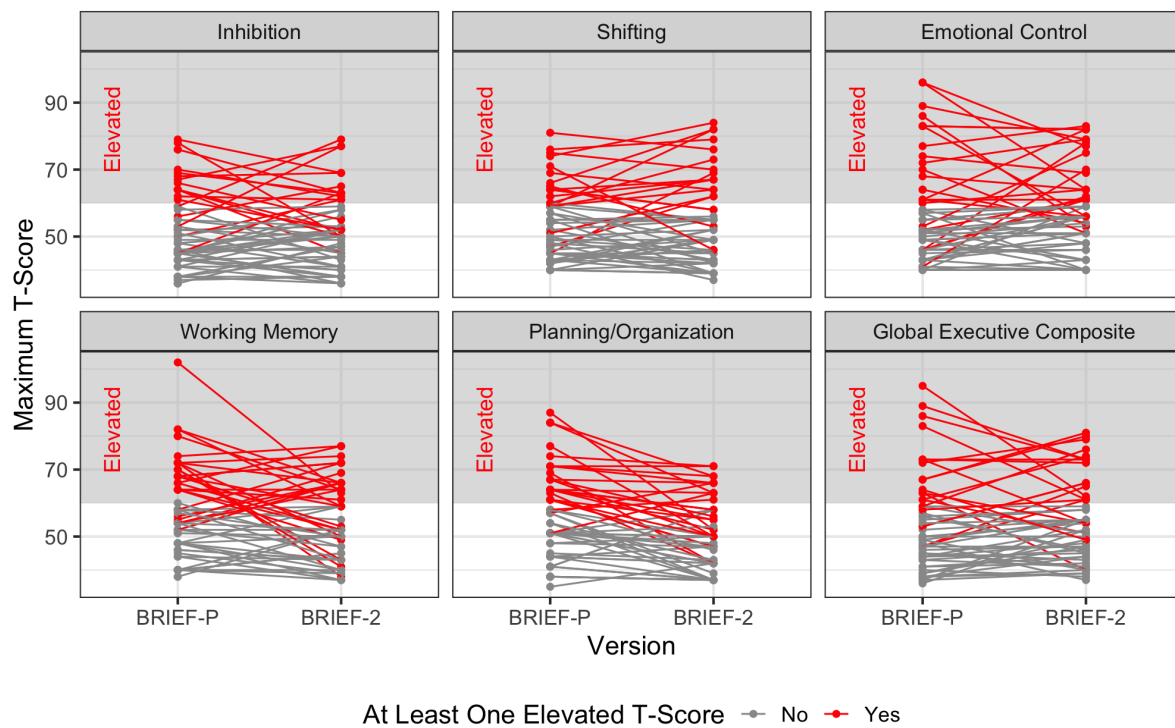 Inhibition
Shifting
Emotional Control
90
70
50
Elevated
Elevated
Elevated
Working Memory
Planning/Organization
Global Executive Composite
90
70
50
Elevated
Elevated
Elevated
Maximum T-Score
BRIEF-P
BRIEF-2
BRIEF-P
BRIEF-2
BRIEF-P
BRIEF-2
Version
At Least One Elevated T-Score No Yes